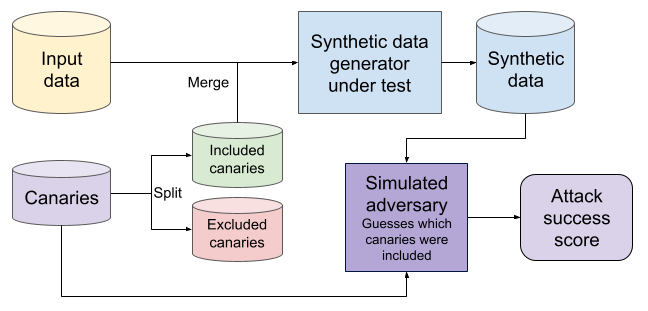 Input
data
Synthetic data
generator
under test
Synthetic
data
Merge
Included
canaries
Canaries
Split
Excluded
canaries
Simulated
adversary
Guesses which
canaries were
included
Attack
success
score